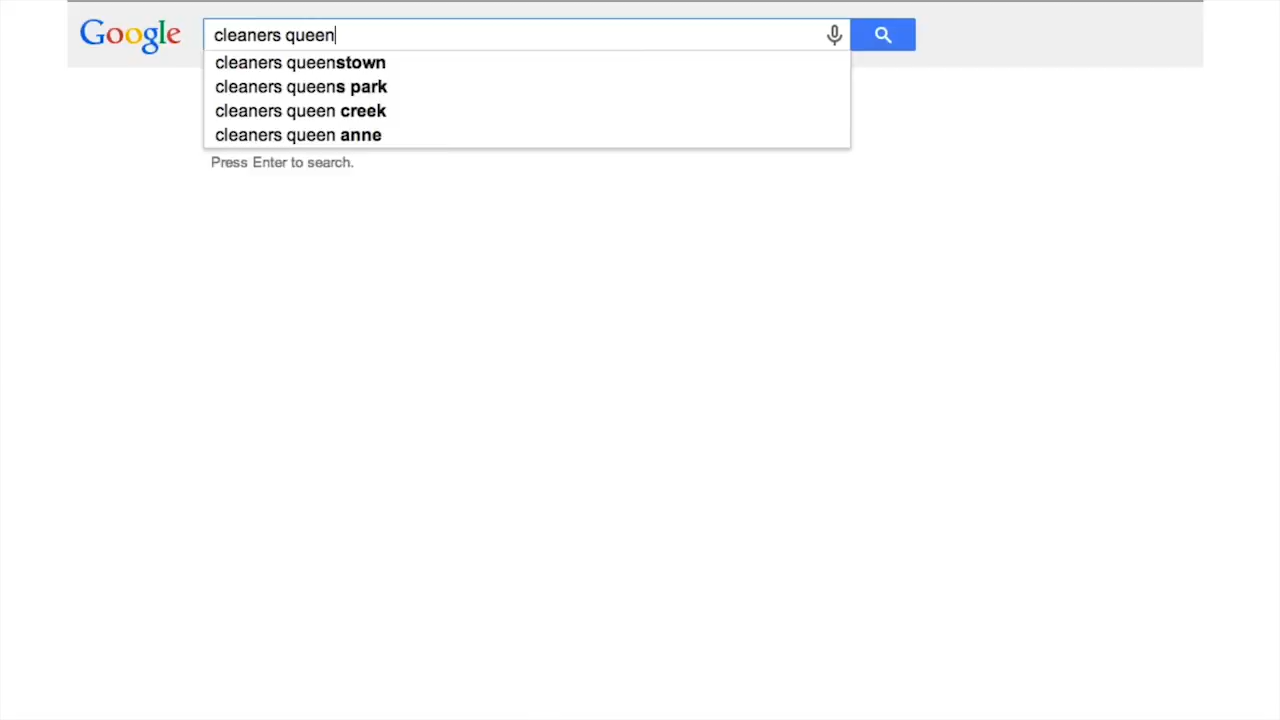 Google
cleaners queen
cleaners queenstown
cleaners queens park
cleaners queen creek
cleaners queen anne
Press Enter to search.